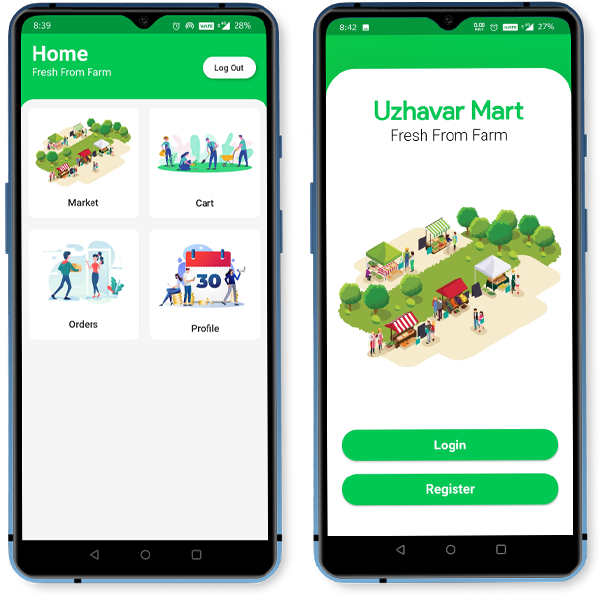 8:39
28%
Home
Fresh From Farm
Log Out
Market
Cart
Orders
30
Profile
8:42
27%
Uzhavar Mart
Fresh From Farm
Login
Register